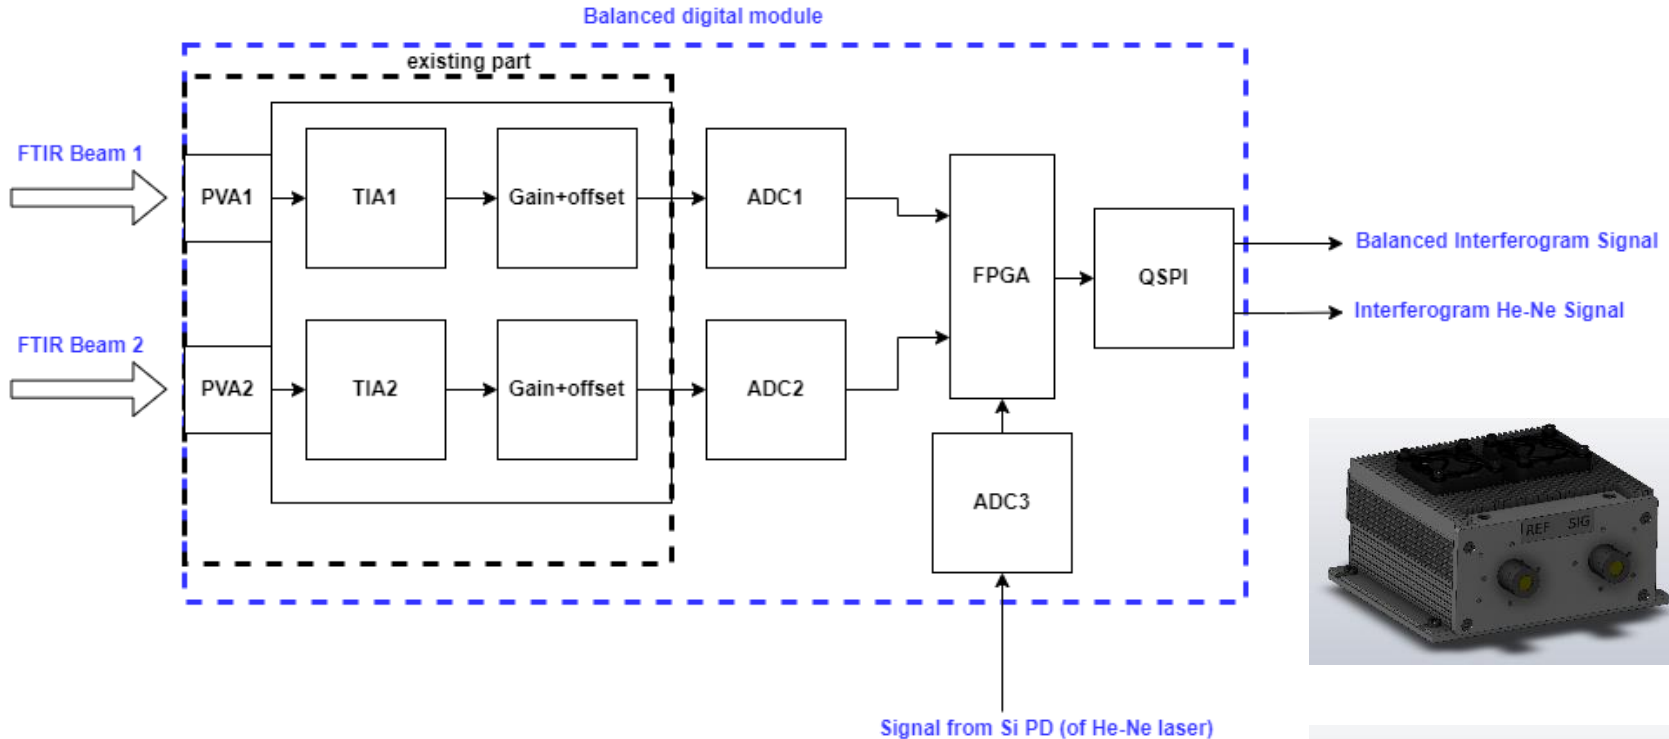 Balanced digital module
existing part
FTIR Beam 1
PVA1
TIA1
Gain+offset
ADC1
FPGA
QSPI
Balanced Interferogram Signal
Interferogram He-Ne Signal
FTIR Beam 2
PVA2
TIA2
Gain+offset
ADC2
ADC3
REF SIG
Signal from Si PD (of He-Ne laser)